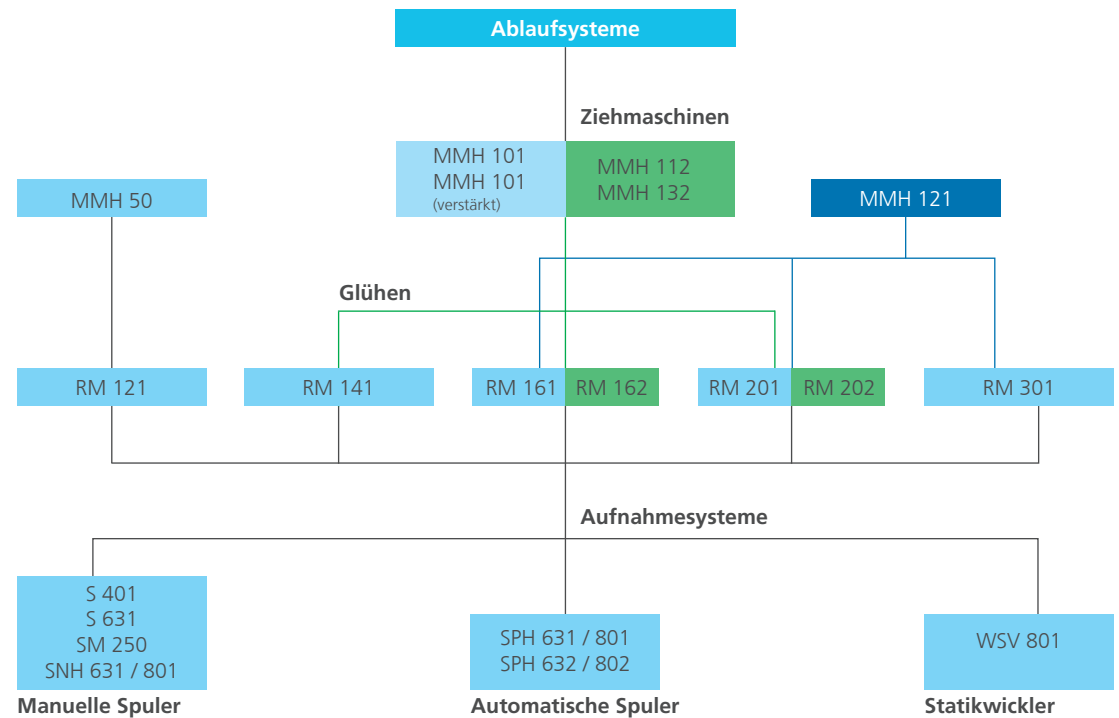 Ablaufsysteme
Ziehmaschinen
MMH 101
MMH 101
(verstärkt)
MMH 112
MMH 132
MMH 50
MMH 121
Glühen
RM 121
RM 141
RM 161
RM 162
RM 201
RM 202
RM 301
Aufnahmesysteme
S 401
S 631
SM 250
SNH 631 / 801
SPH 631 / 801
SPH 632 / 802
WSV 801
Manuelle Spuler
Automatische Spuler
Statikwickler